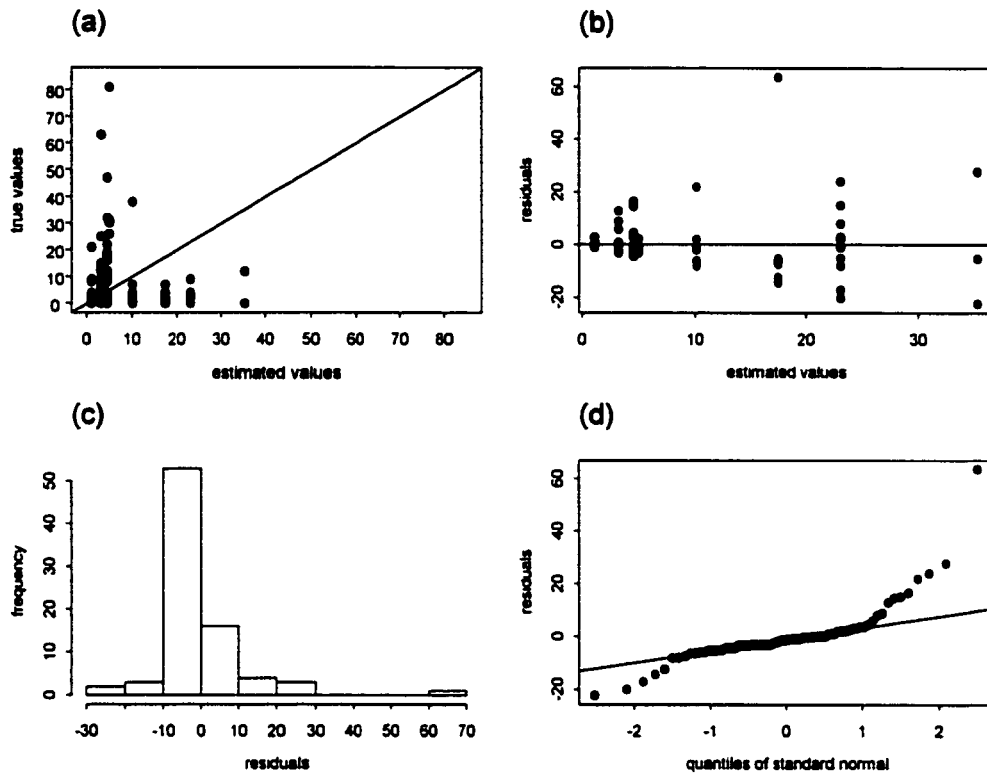 (a)
true values
0 10 20 30 40 50 60 70 80
0 10 20 30 40 50 60 70 80
estimated values
(b)
residuals
-20 0 20 40 60
0 10 20 30
estimated values
(c)
frequency
0 10 20 30 40 50
-30 -20 -10 0 10 20 30 40 50 60 70
residuals
(d)
residuals
-20 0 20 40 60
-2 -1 0 1 2
quantiles of standard normal